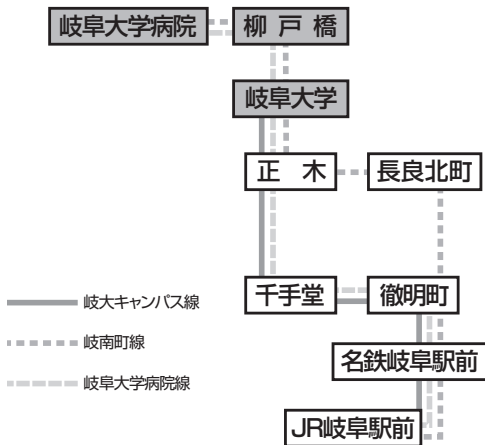 岐阜大学病院 柳戸橋
岐阜大学
正木 長良北町
千手堂 徹明町
岐大キャンパス線
岐南町線
名鉄岐阜駅前
岐阜大学病院線
JR岐阜駅前